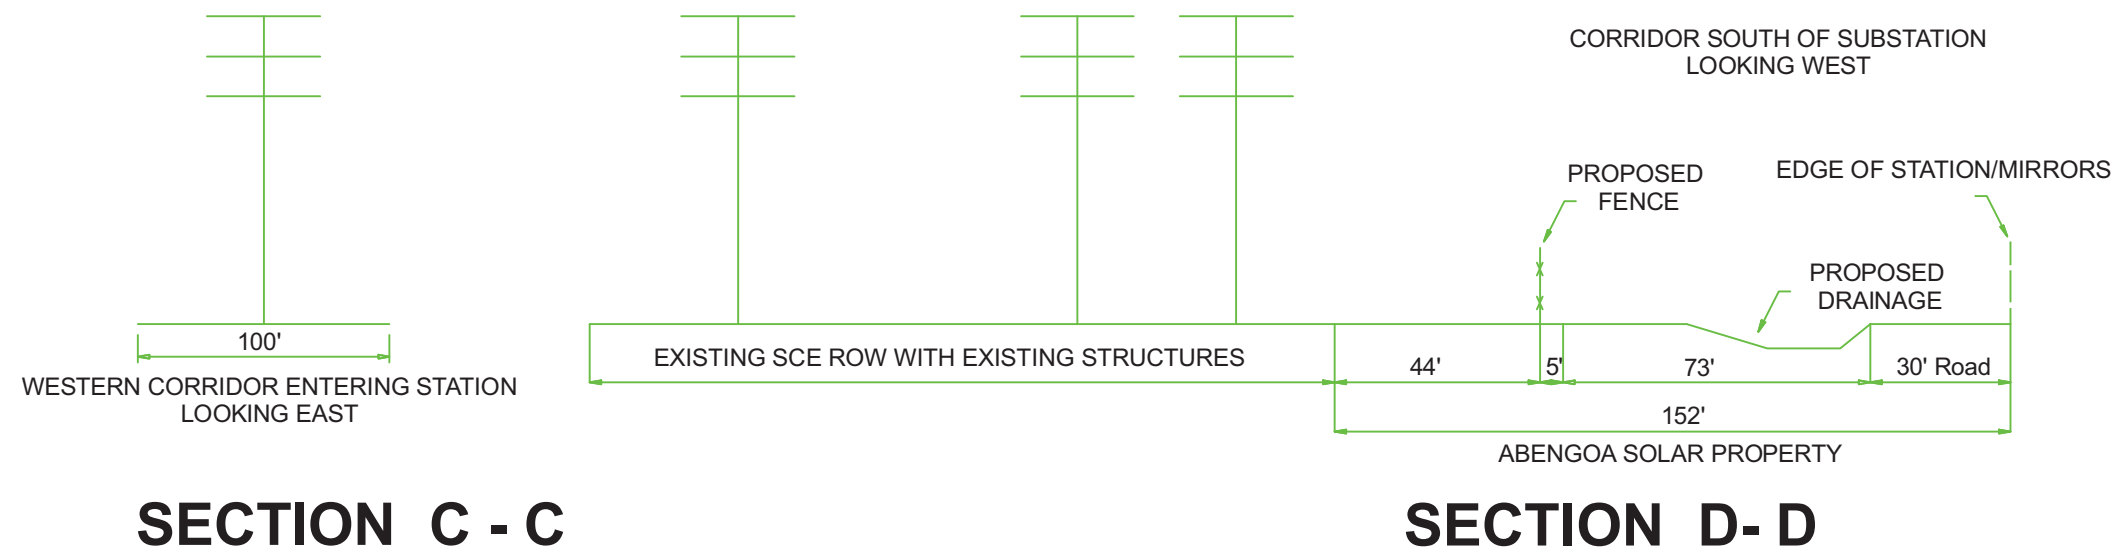 CORRIDOR SOUTH OF SUBSTATION
LOOKING WEST
PROPOSED
FENCE
EDGE OF STATION/MIRRORS
PROPOSED
DRAINAGE
100'
WESTERN CORRIDOR ENTERING STATION
LOOKING EAST
EXISTING SCE ROW WITH EXISTING STRUCTURES
44'
5'
73'
30' Road
152'
ABENGOA SOLAR PROPERTY
SECTION C - C
SECTION D- D